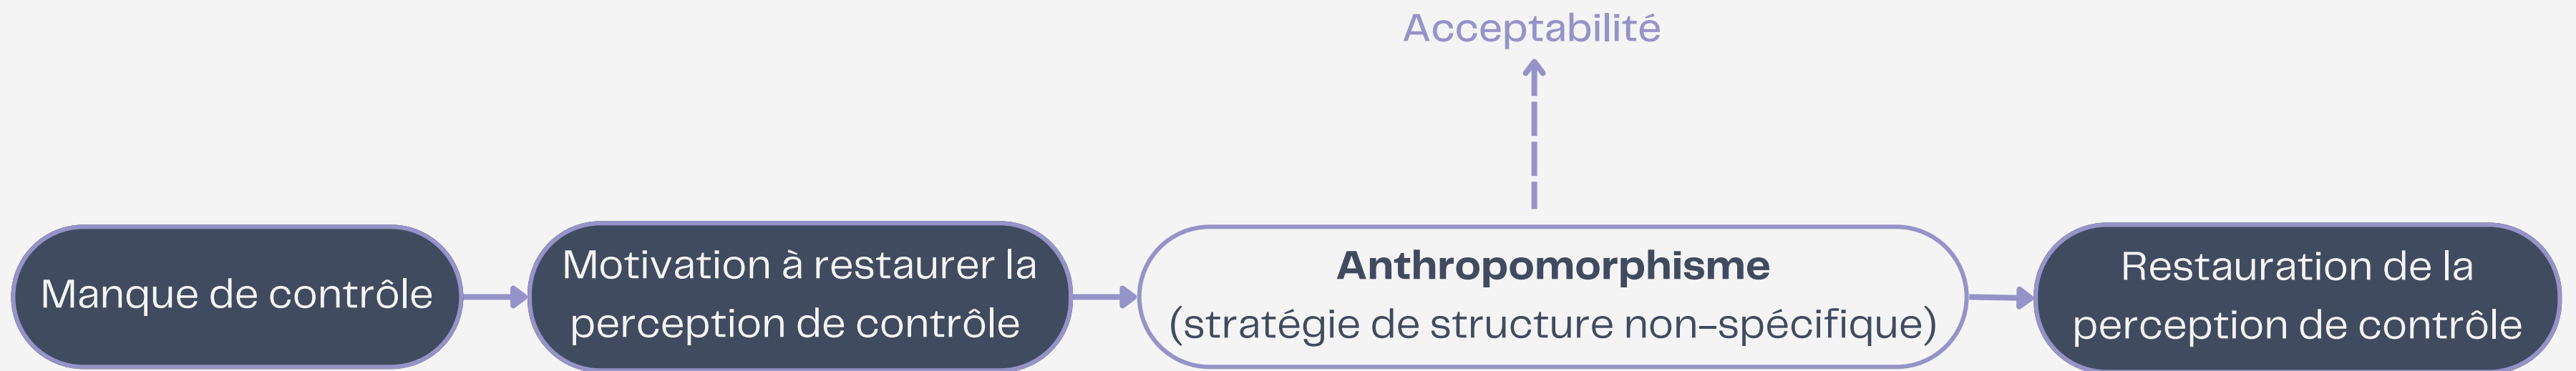 Acceptabilité
Manque de contrôle
Motivation à restaurer la
perception de contrôle
Anthropomorphisme
(stratégie de structure non-spécifique)
Restauration de la
perception de contrôle